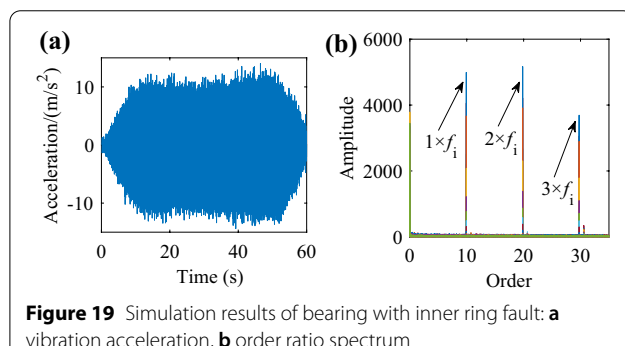 (a)
Acceleration/(m/s²)
10
0
-10
0 20 40 60
Time (s)
(b)
Amplitude
6000
4000
2000
0
1×fᵢ
2×fᵢ
3×fᵢ
0 10 20 30
Order
Figure 19 Simulation results of bearing with inner ring fault: a
vibration acceleration, b order ratio spectrum